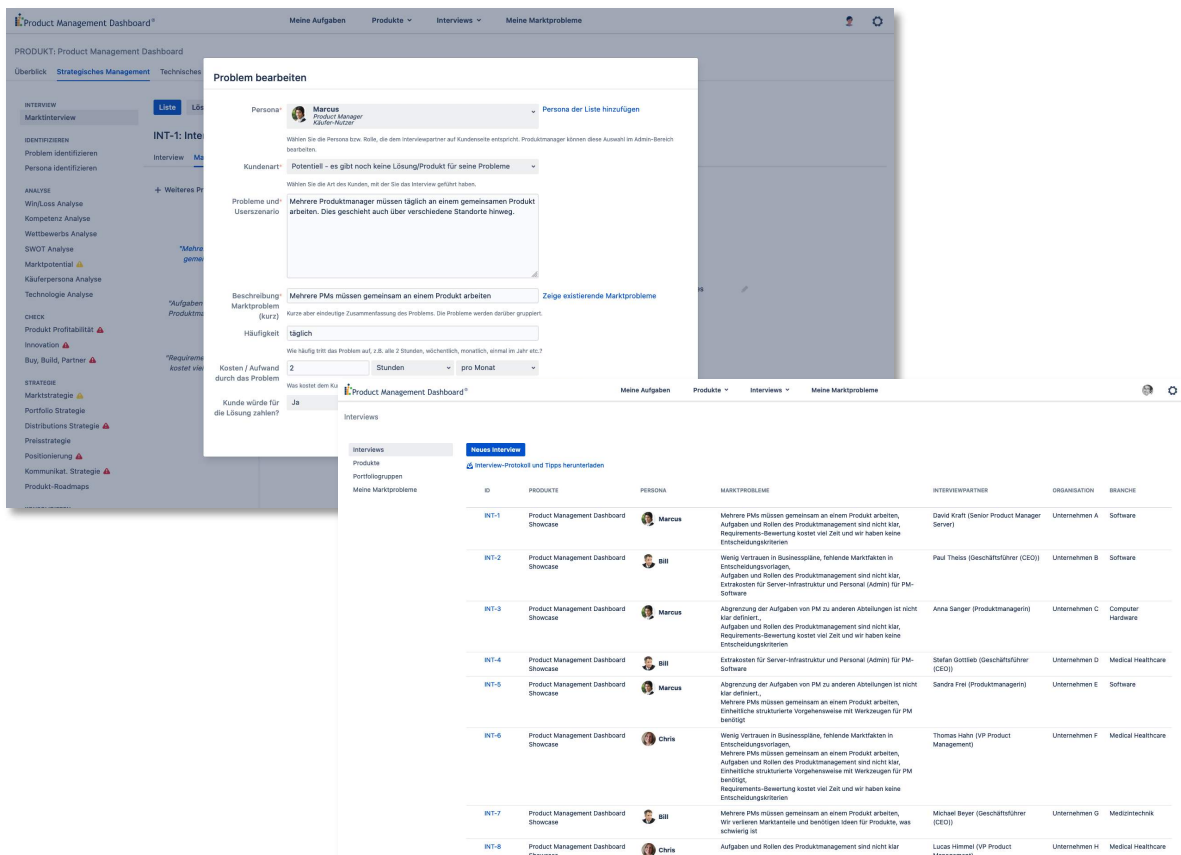 Product Management Dashboard®
Meine Aufgaben
Produkte
Interviews
Meine Marktprobleme
PRODUKT: Product Management Dashboard
Überblick
Strategisches Management
Technisches
INTERVIEW
Marktinterview
IDENTIFIZIEREN
Problem identifizieren
Persona identifizieren
ANALYSE
Win/Loss Analyse
Kompetenz Analyse
Wettbewerbs Analyse
SWOT Analyse
Marktpotential
Käuferpersona Analyse
Technologie Analyse
CHECK
Produkt Profitabilität
Innovation
Buy, Build, Partner
STRATEGIE
Marktstrategie
Portfolio Strategie
Distributions Strategie
Preisstrategie
Positionierung
Kommunikat. Strategie
Produkt-Roadmaps
Liste
Lös
INT-1: Inte
Interview
Ma
+ Weiteres Pr
"Mehre
geme
"Aufgaben
Produktma
"Requireme
kostet viel
Problem bearbeiten
Persona*
Marcus
Product Manager
Käufer-Nutzer
Persona der Liste hinzufügen
Wählen Sie die Persona bzw. Rolle, die dem Interviewpartner auf Kundenseite entspricht. Produktmanager können diese Auswahl im Admin-Bereich
bearbeiten.
Kundenart*
Potentiell - es gibt noch keine Lösung/Produkt für seine Probleme
Wählen Sie die Art des Kunden, mit der Sie das Interview geführt haben.
Probleme und*
Userszenario
Mehrere Produktmanager müssen täglich an einem gemeinsamen Produkt
arbeiten. Dies geschieht auch über verschiedene Standorte hinweg.
Beschreibung*
Marktproblem
(kurz)
Mehrere PMs müssen gemeinsam an einem Produkt arbeiten
Zeige existierende Marktprobleme
Kurze aber eindeutige Zusammenfassung des Problems. Die Probleme werden darüber gruppiert.
Häufigkeit
täglich
Wie häufig tritt das Problem auf, z.B. alle 2 Stunden, wöchentlich, monatlich, einmal im Jahr etc.?
Kosten / Aufwand
durch das Problem
2
Stunden
pro Monat
Was kostet dem Ku
Kunde würde für
die Lösung zahlen?
Ja
Product Management Dashboard®
Meine Aufgaben
Produkte
Interviews
Meine Marktprobleme
Interviews
Interviews
Produkte
Portfoliogruppen
Meine Marktprobleme
Neues Interview
Interview-Protokoll und Tipps herunterladen
ID PRODUKTE PERSONA MARKTPROBLEME INTERVIEWPARTNER ORGANISATION BRANCHE
INT-1 Product Management Dashboard Marcus Mehrere PMs müssen gemeinsam an einem Produkt arbeiten, David Kraft (Senior Product Manager Unternehmen A Software
Showcase Aufgaben und Rollen des Produktmanagement sind nicht klar, Server)
Requirements-Bewertung kostet viel Zeit und wir haben keine
Entscheidungskriterien
INT-2 Product Management Dashboard Bill Wenig Vertrauen in Businesspläne, fehlende Marktfakten in Paul Theiss (Geschäftsführer (CEO)) Unternehmen B Software
Showcase Entscheidungsvorlagen,
Aufgaben und Rollen des Produktmanagement sind nicht klar,
Extrakosten für Server-Infrastruktur und Personal (Admin) für PM-
Software
INT-3 Product Management Dashboard Marcus Abgrenzung der Aufgaben von PM zu anderen Abteilungen ist nicht Anna Sanger (Produktmanagerin) Unternehmen C Computer
Showcase klar definiert., Hardware
Aufgaben und Rollen des Produktmanagement sind nicht klar,
Requirements-Bewertung kostet viel Zeit und wir haben keine
Entscheidungskriterien
INT-4 Product Management Dashboard Bill Extrakosten für Server-Infrastruktur und Personal (Admin) für PM- Stefan Gottlieb (Geschäftsführer Unternehmen D Medical Healthcare
Showcase Software (CEO))
INT-5 Product Management Dashboard Marcus Abgrenzung der Aufgaben von PM zu anderen Abteilungen ist nicht Sandra Frei (Produktmanagerin) Unternehmen E Software
Showcase klar definiert.,
Mehrere PMs müssen gemeinsam an einem Produkt arbeiten,
Einheitliche strukturierte Vorgehensweise mit Werkzeugen für PM
benötigt
INT-6 Product Management Dashboard Chris Wenig Vertrauen in Businesspläne, fehlende Marktfakten in Thomas Hahn (VP Product Unternehmen F Medical Healthcare
Showcase Entscheidungsvorlagen, Management)
Mehrere PMs müssen gemeinsam an einem Produkt arbeiten,
Aufgaben und Rollen des Produktmanagement sind nicht klar,
Einheitliche strukturierte Vorgehensweise mit Werkzeugen für PM
benötigt,
Requirements-Bewertung kostet viel Zeit und wir haben keine
Entscheidungskriterien
INT-7 Product Management Dashboard Bill Mehrere PMs müssen gemeinsam an einem Produkt arbeiten, Michael Beyer (Geschäftsführer Unternehmen G Medizintechnik
Showcase Wir verlieren Marktanteile und benötigen Ideen für Produkte, was (CEO))
schwierig ist
INT-8 Product Management Dashboard Chris Aufgaben und Rollen des Produktmanagement sind nicht klar Lucas Himmel (VP Product Unternehmen H Medical Healthcare